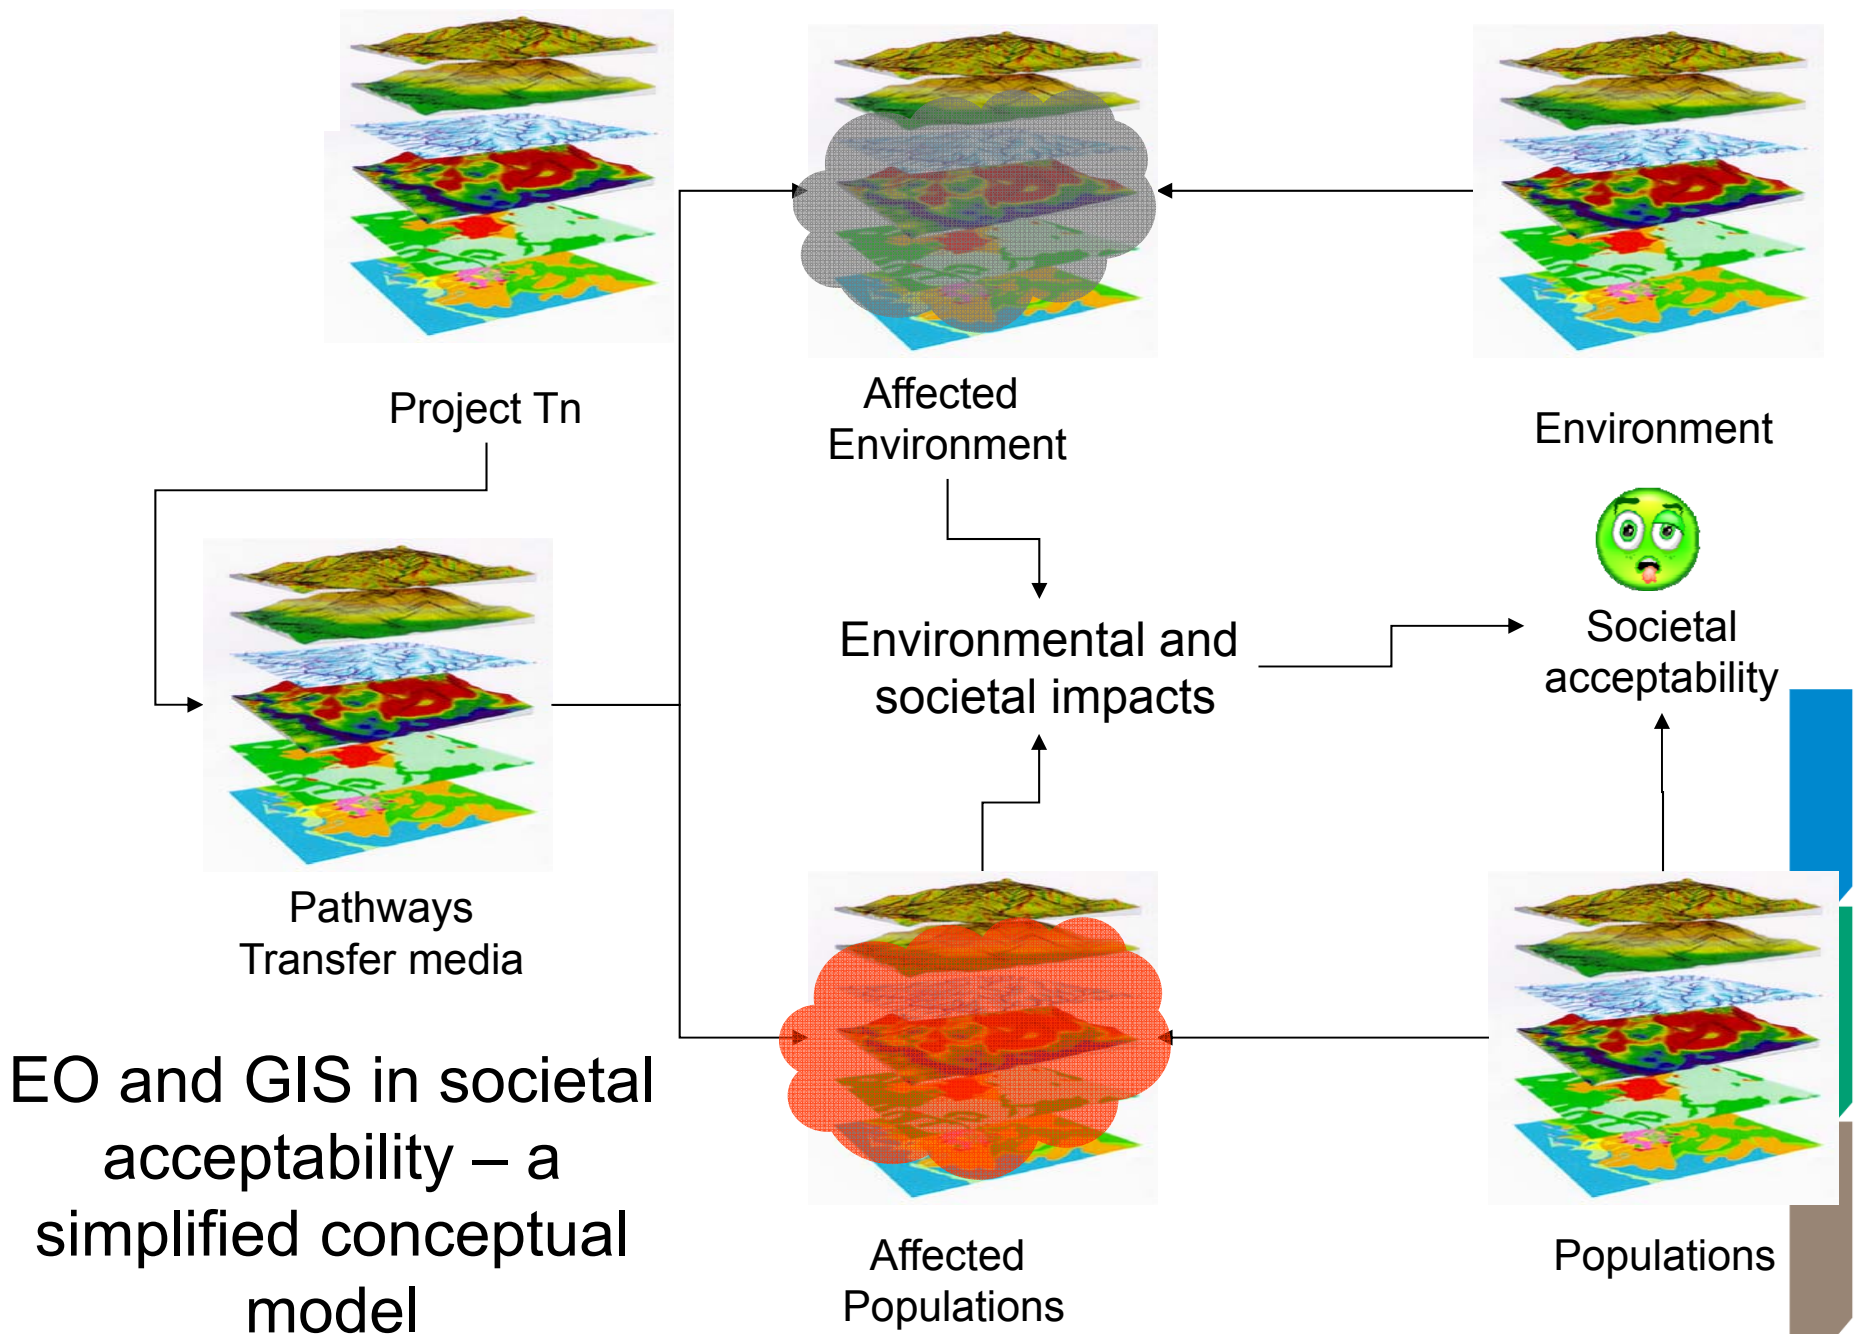 Project Tn
Affected
Environment
Environment
Environmental and
societal impacts
Societal
acceptability
Pathways
Transfer media
EO and GIS in societal
acceptability – a
simplified conceptual
model
Affected
Populations
Populations